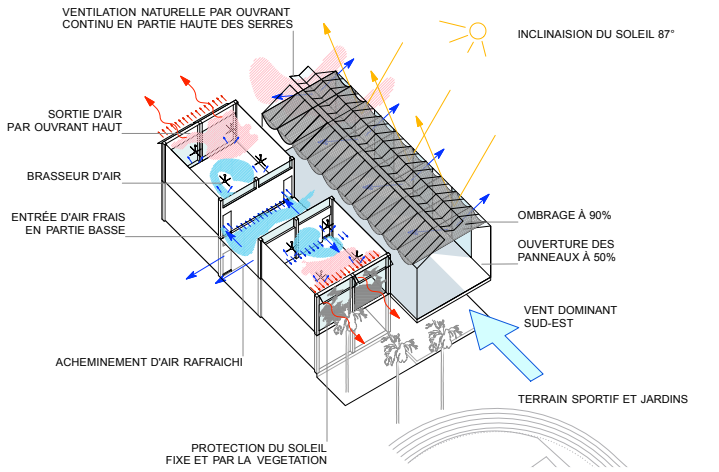 VENTILATION NATURELLE PAR OUVRANT
CONTINU EN PARTIE HAUTE DES SERRES
INCLINAISION DU SOLEIL 87°
SORTIE D'AIR
PAR OUVRANT HAUT
BRASSEUR D'AIR
ENTRÉE D'AIR FRAIS
EN PARTIE BASSE
OMBRAGE À 90%
OUVERTURE DES
PANNEAUX À 50%
VENT DOMINANT
SUD-EST
ACHEMINEMENT D'AIR RAFRAICHI
TERRAIN SPORTIF ET JARDINS
PROTECTION DU SOLEIL
FIXE ET PAR LA VEGETATION